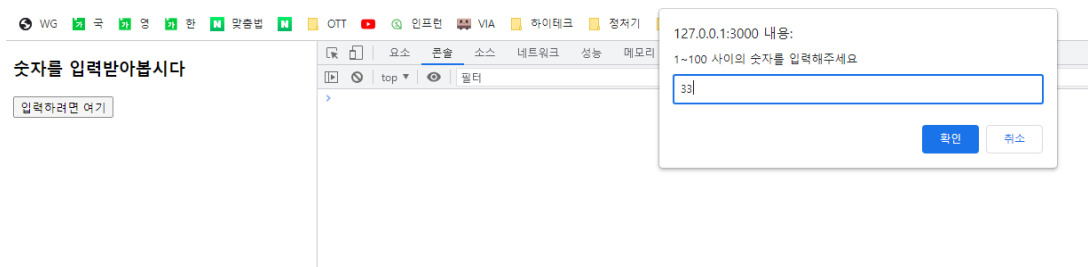 WG 가 국 가 영 가 한 N 맞춤법 N OTT 인프런 VIA 하이테크 정처기
숫자를 입력받아봅시다
입력하려면 여기
요소 콘솔 소스 네트워크 성능 메모리
top ▼ 필터
>
127.0.0.1:3000 내용:
1~100 사이의 숫자를 입력해주세요
33
확인 취소